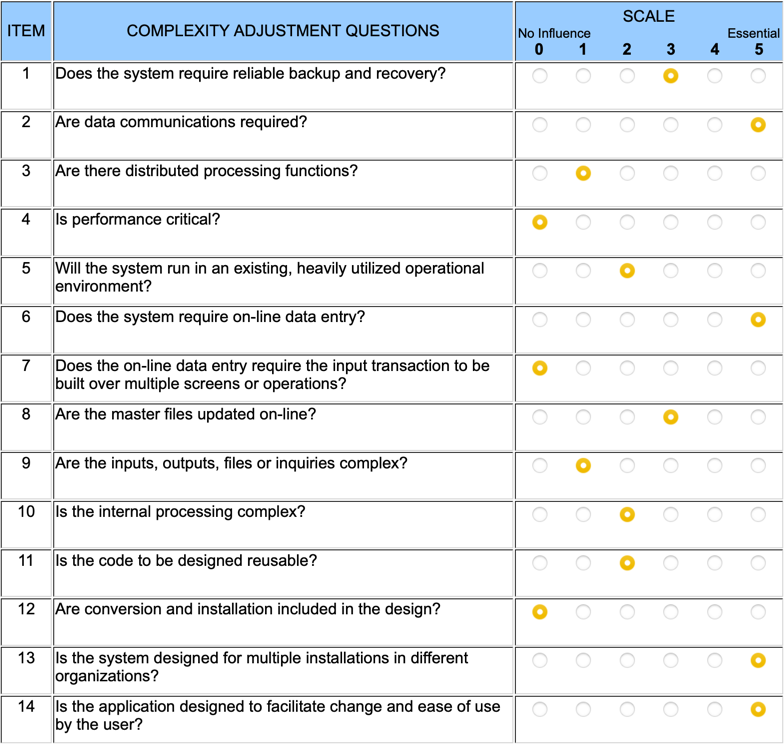 ITEM
COMPLEXITY ADJUSTMENT QUESTIONS
SCALE
No Influence Essential
0 1 2 3 4 5
1 Does the system require reliable backup and recovery?
2 Are data communications required?
3 Are there distributed processing functions?
4 Is performance critical?
5 Will the system run in an existing, heavily utilized operational
environment?
6 Does the system require on-line data entry?
7 Does the on-line data entry require the input transaction to be
built over multiple screens or operations?
8 Are the master files updated on-line?
9 Are the inputs, outputs, files or inquiries complex?
10 Is the internal processing complex?
11 Is the code to be designed reusable?
12 Are conversion and installation included in the design?
13 Is the system designed for multiple installations in different
organizations?
14 Is the application designed to facilitate change and ease of use
by the user?